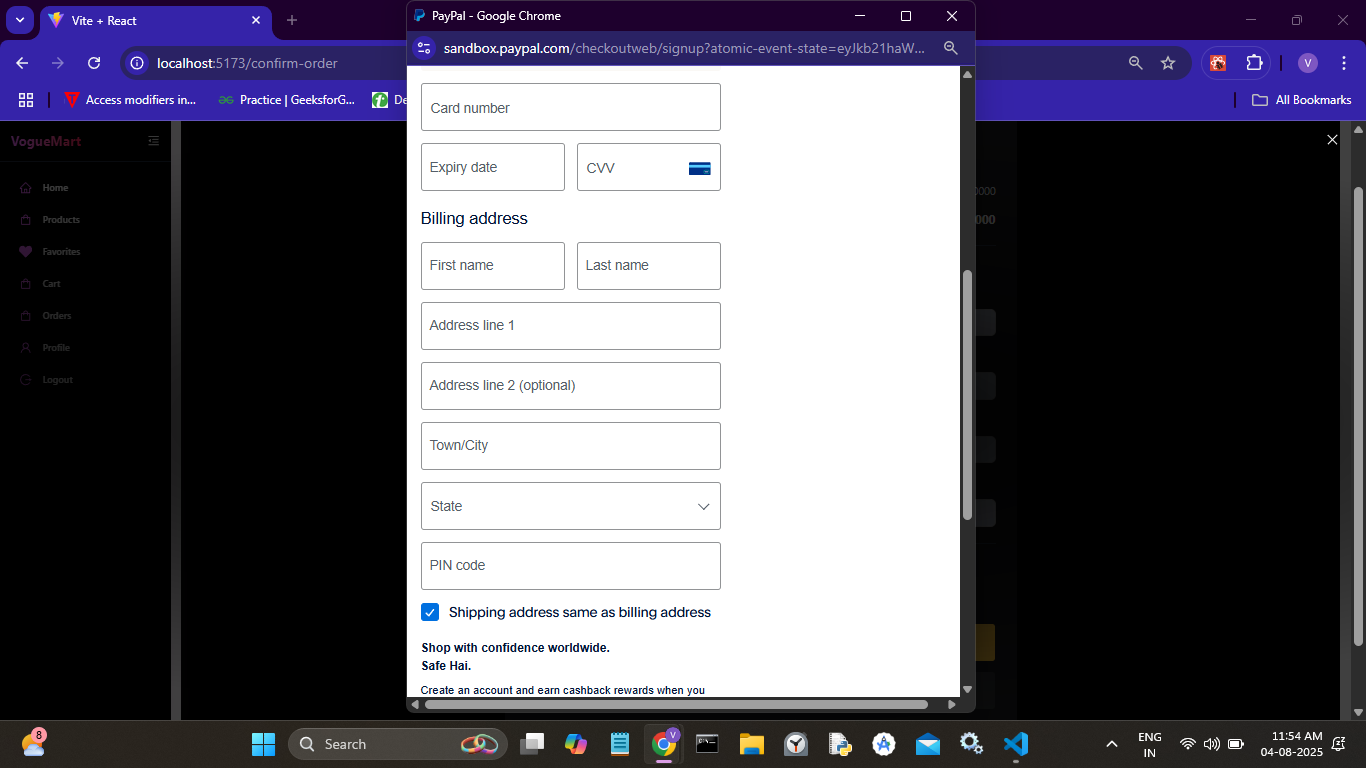 Vite + React
PayPal - Google Chrome
sandbox.paypal.com/checkoutweb/signup?atomic-event-state=eyJkb21haW...
localhost:5173/confirm-order
V
Access modifiers in...
Practice | GeeksforG...
De
All Bookmarks
VogueMart
Home
Products
Favorites
Cart
Orders
Profile
Logout
Card number
Expiry date
CVV
Billing address
First name
Last name
Address line 1
Address line 2 (optional)
Town/City
State
PIN code
Shipping address same as billing address
Shop with confidence worldwide.
Safe Hai.
Create an account and earn cashback rewards when you
0000
000
8
Search
V
ENG
IN
11:54 AM
04-08-2025